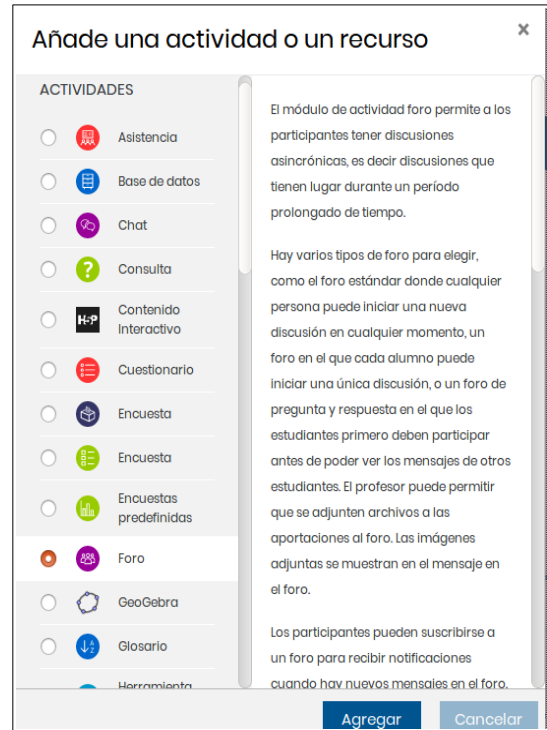 Añade una actividad o un recurso
×
ACTIVIDADES
Asistencia
Base de datos
Chat
Consulta
H-P
Contenido
Interactivo
Cuestionario
Encuesta
Encuesta
Encuestas
predefinidas
Foro
GeoGebra
Glosario
Herramienta
El módulo de actividad foro permite a los
participantes tener discusiones
asincrónicas, es decir discusiones que
tienen lugar durante un período
prolongado de tiempo.
Hay varios tipos de foro para elegir,
como el foro estándar donde cualquier
persona puede iniciar una nueva
discusión en cualquier momento, un
foro en el que cada alumno puede
iniciar una única discusión, o un foro de
pregunta y respuesta en el que los
estudiantes primero deben participar
antes de poder ver los mensajes de otros
estudiantes. El profesor puede permitir
que se adjunten archivos a las
aportaciones al foro. Las imágenes
adjuntas se muestran en el mensaje en
el foro.
Los participantes pueden suscribirse a
un foro para recibir notificaciones
cuando hay nuevos mensajes en el foro.
Agregar
Cancelar